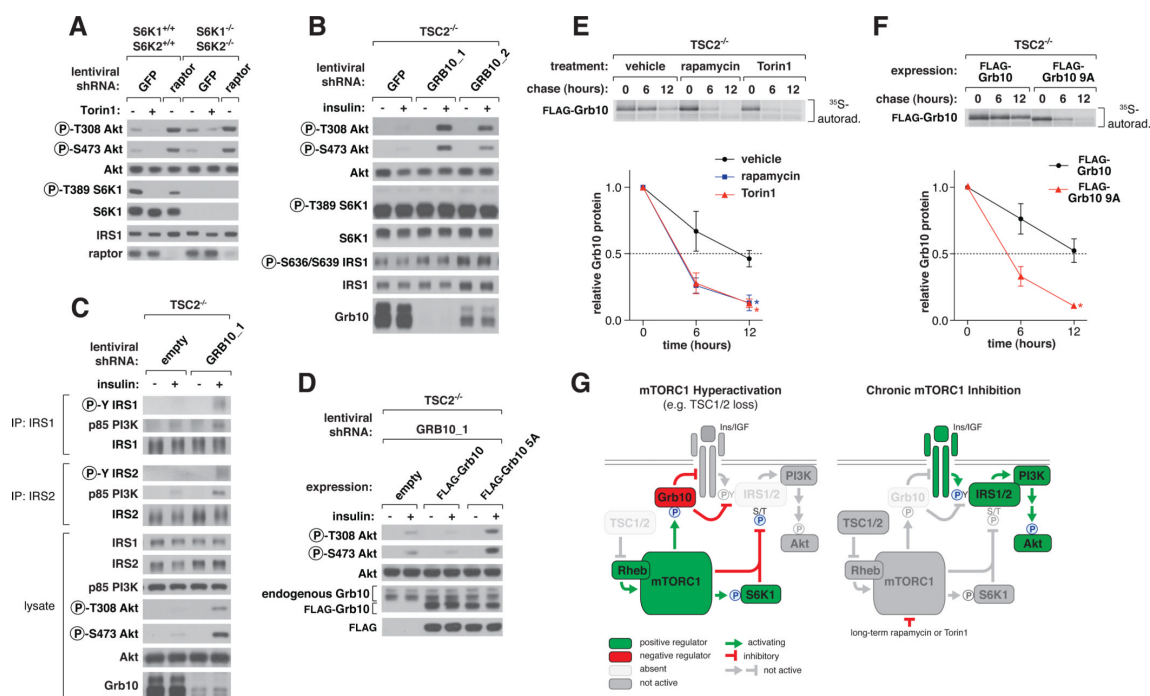 A
S6K1+/+ S6K1-/-
S6K2+/+ S6K2-/-
lentiviral
shRNA:
GFP raptor GFP raptor
Torin1: - + - - + -
P-T308 Akt
P-S473 Akt
Akt
P-T389 S6K1
S6K1
IRS1
raptor
B
TSC2-/-
lentiviral
shRNA:
GFP GRB10_1 GRB10_2
insulin: - + - + - +
P-T308 Akt
P-S473 Akt
Akt
P-T389 S6K1
S6K1
P-S636/S639 IRS1
IRS1
Grb10
C
TSC2-/-
lentiviral
shRNA:
empty GRB10_1
insulin: - + - +
IP: IRS1
P-Y IRS1
p85 PI3K
IRS1
IP: IRS2
P-Y IRS2
p85 PI3K
IRS2
lysate
IRS1
IRS2
p85 PI3K
P-T308 Akt
P-S473 Akt
Akt
Grb10
D
TSC2-/-
lentiviral
shRNA:
GRB10_1
expression:
empty FLAG-Grb10 FLAG-Grb10 5A
insulin: - + - + - +
P-T308 Akt
P-S473 Akt
Akt
endogenous Grb10
FLAG-Grb10
FLAG
E
TSC2-/-
treatment: vehicle rapamycin Torin1
chase (hours): 0 6 12 0 6 12 0 6 12
FLAG-Grb10
35S-
autorad.
vehicle
rapamycin
Torin1
relative Grb10 protein
1.0
0.5
0.0
*
*
0 6 12
time (hours)
F
TSC2-/-
expression:
FLAG-
Grb10
FLAG-
Grb10 9A
chase (hours): 0 6 12 0 6 12
FLAG-Grb10
35S-
autorad.
FLAG-
Grb10
FLAG-
Grb10 9A
relative Grb10 protein
1.0
0.5
0.0
*
0 6 12
time (hours)
G
mTORC1 Hyperactivation
(e.g. TSC1/2 loss)
Ins/IGF
PI3K
Grb10
PY
IRS1/2
P
S/T
P
P
TSC1/2
Akt
Rheb
mTORC1
P
S6K1
Chronic mTORC1 Inhibition
Ins/IGF
PI3K
Grb10
PY
IRS1/2
P
S/T
P
P
TSC1/2
Akt
Rheb
mTORC1
P
S6K1
long-term rapamycin or Torin1
positive regulator
negative regulator
absent
not active
activating
inhibitory
not active